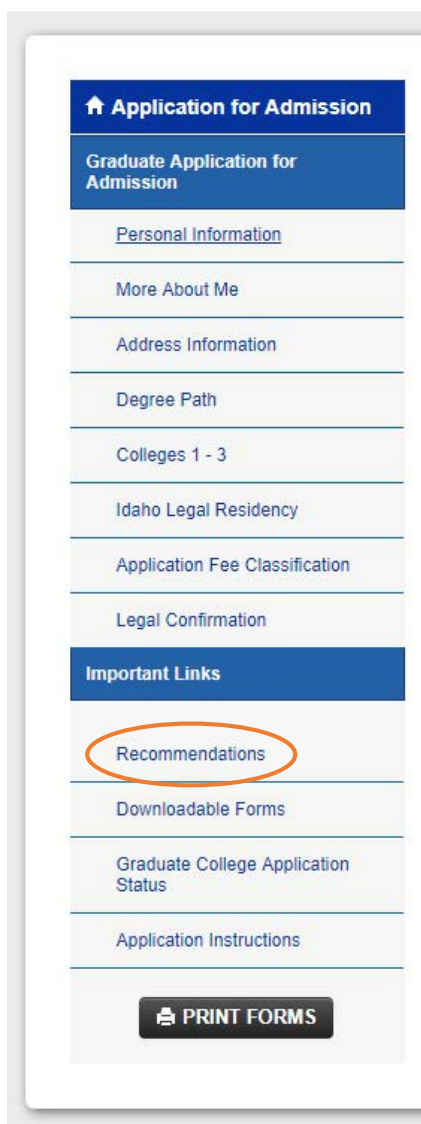 Application for Admission
Graduate Application for
Admission
Personal Information
More About Me
Address Information
Degree Path
Colleges 1 - 3
Idaho Legal Residency
Application Fee Classification
Legal Confirmation
Important Links
Recommendations
Downloadable Forms
Graduate College Application
Status
Application Instructions
PRINT FORMS